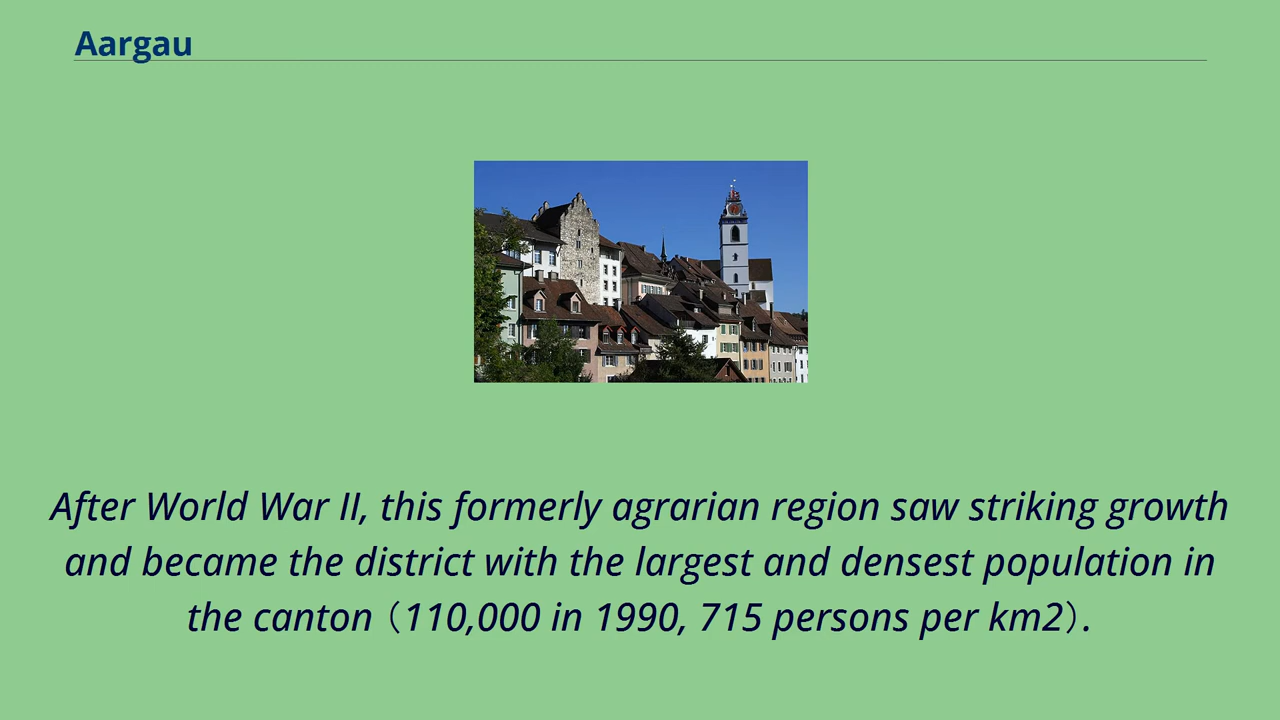 Aargau
After World War II, this formerly agrarian region saw striking growth
and became the district with the largest and densest population in
the canton（110,000 in 1990, 715 persons per km2）.